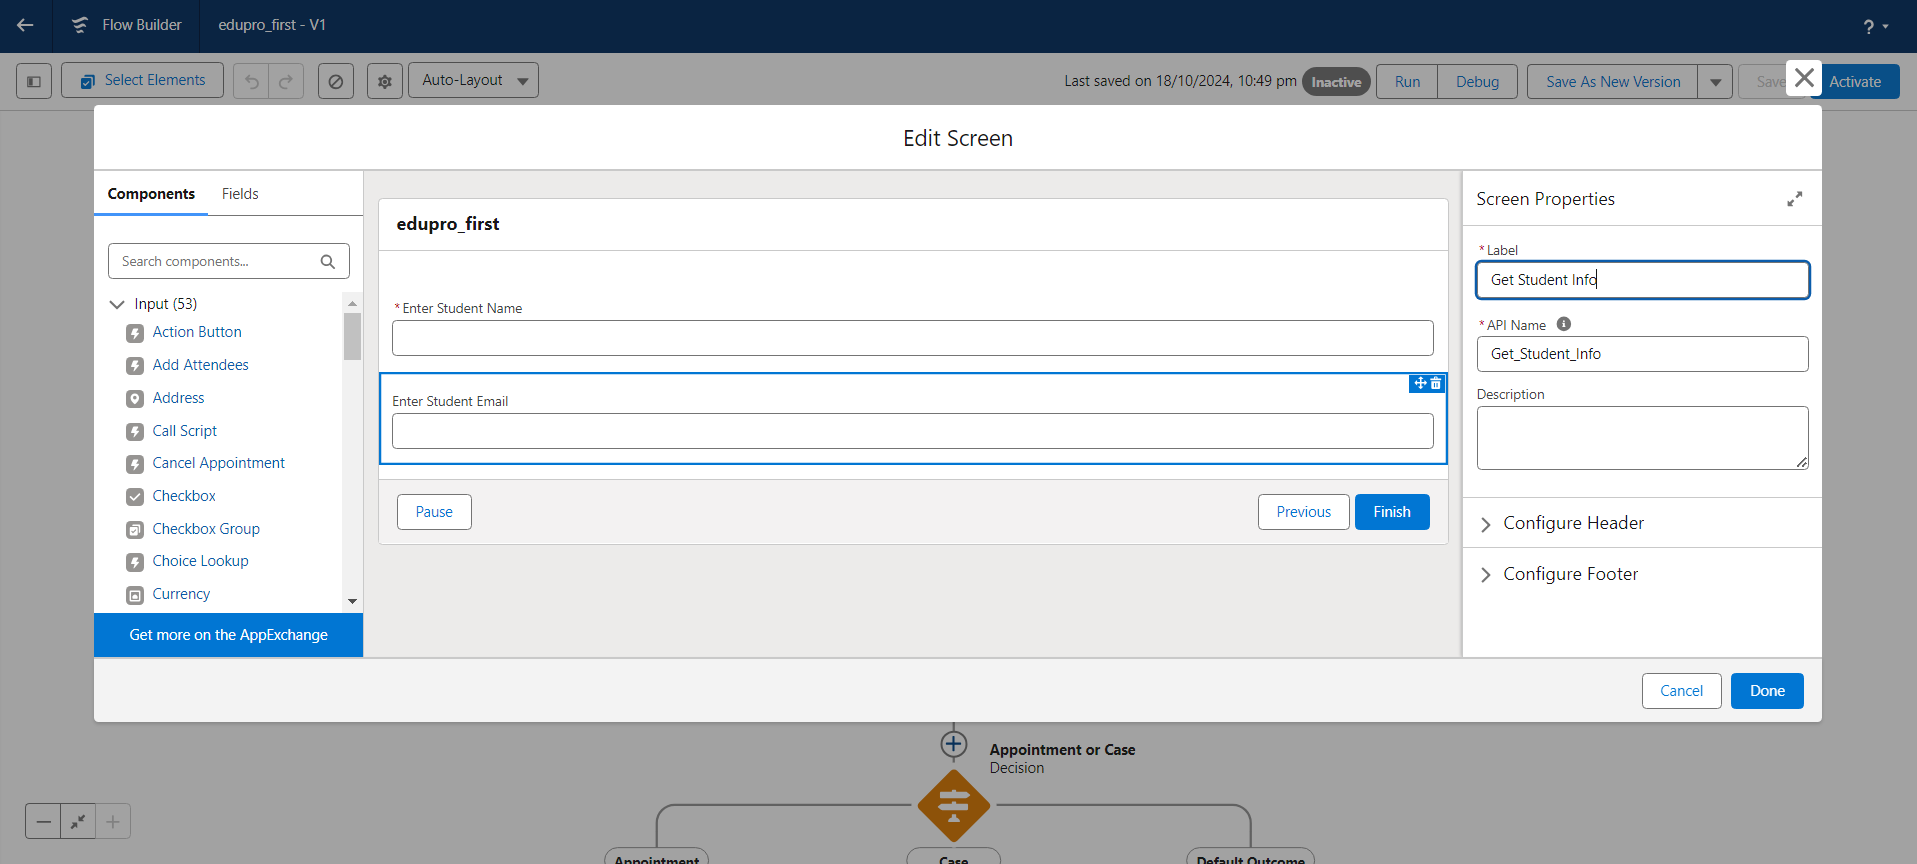 Flow Builder
edupro_first - V1
?
Select Elements
Auto-Layout
Last saved on 18/10/2024, 10:49 pm
Inactive
Run
Debug
Save As New Version
Save
Activate
Edit Screen
Components
Fields
Search components...
Input (53)
Action Button
Add Attendees
Address
Call Script
Cancel Appointment
Checkbox
Checkbox Group
Choice Lookup
Currency
Get more on the AppExchange
edupro_first
* Enter Student Name
Enter Student Email
Pause
Previous
Finish
Screen Properties
* Label
Get Student Info
* API Name
Get_Student_Info
Description
Configure Header
Configure Footer
Cancel
Done
Appointment or Case
Decision
Appointment
Case
Default Outcome